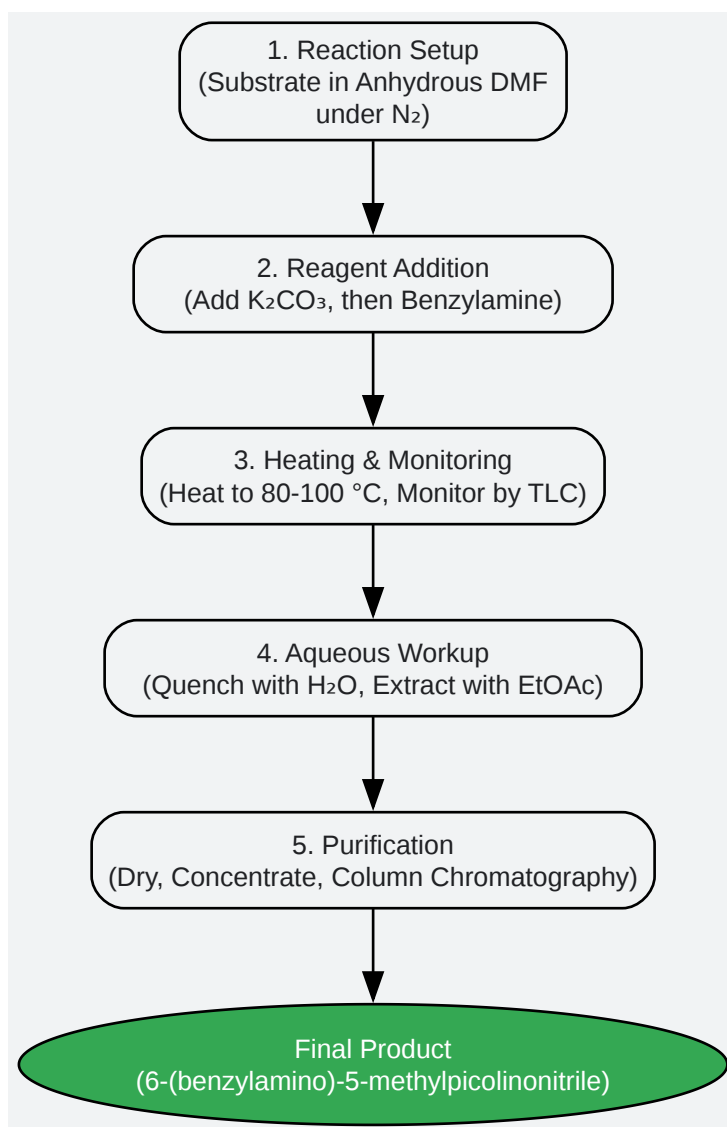 1. Reaction Setup
(Substrate in Anhydrous DMF
under N₂)
2. Reagent Addition
(Add K₂CO₃, then Benzylamine)
3. Heating & Monitoring
(Heat to 80-100 °C, Monitor by TLC)
4. Aqueous Workup
(Quench with H₂O, Extract with EtOAc)
5. Purification
(Dry, Concentrate, Column Chromatography)
Final Product
(6-(benzylamino)-5-methylpicolinonitrile)